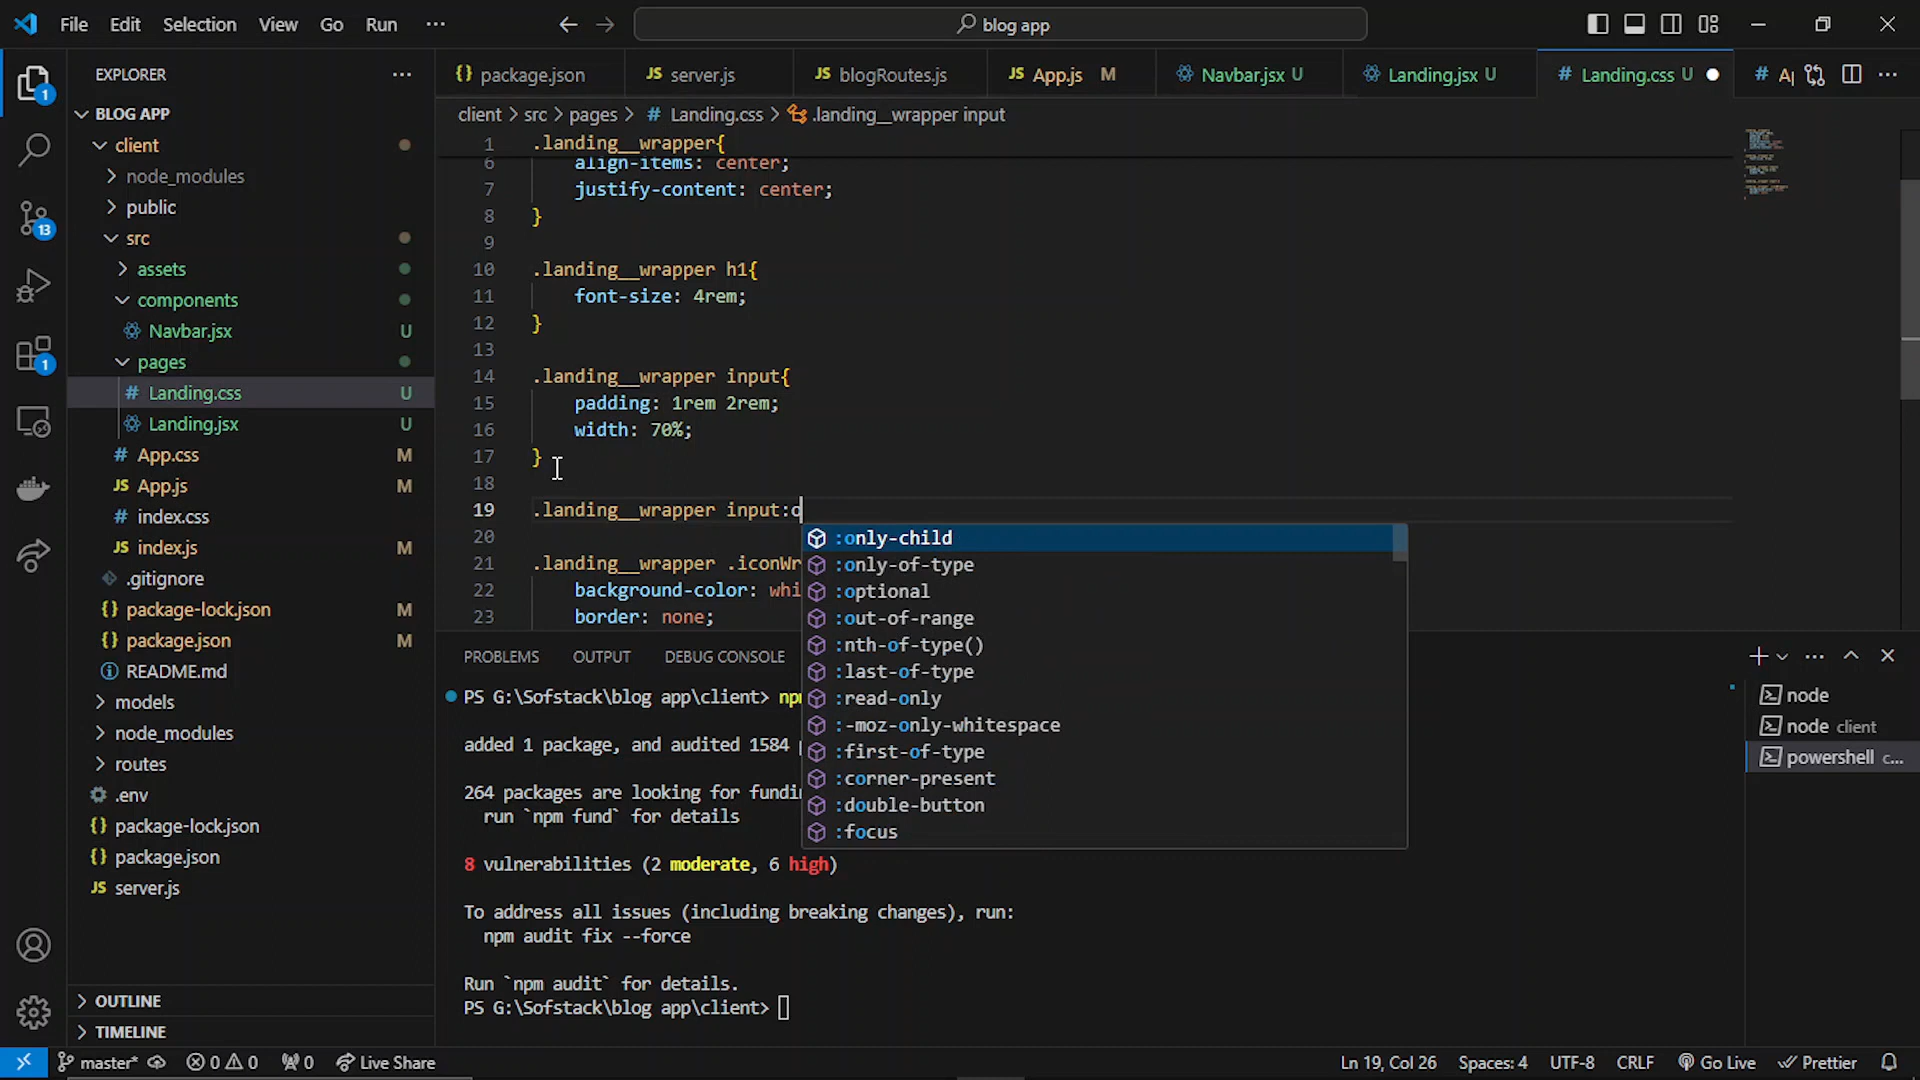 File Edit Selection View Go Run ··· blog app
EXPLORER ···
BLOG APP
client
node_modules
public
src
assets
components
Navbar.jsx U
pages
Landing.css U
Landing.jsx U
App.css M
App.js M
index.css
index.js M
.gitignore
package-lock.json M
package.json M
README.md
models
node_modules
routes
.env
package-lock.json
package.json
server.js
OUTLINE
TIMELINE
1
13
1
package.json server.js blogRoutes.js App.js M Navbar.jsx U Landing.jsx U Landing.css U
client > src > pages > # Landing.css > .landing__wrapper input
1 .landing__wrapper{
6 align-items: center;
7 justify-content: center;
8 }
9
10 .landing__wrapper h1{
11 font-size: 4rem;
12 }
13
14 .landing__wrapper input{
15 padding: 1rem 2rem;
16 width: 70%;
17 }
18
19 .landing__wrapper input:o
20
21 .landing__wrapper .iconWr
22 background-color: whi
23 border: none;
:only-child
:only-of-type
:optional
:out-of-range
:nth-of-type()
:last-of-type
:read-only
:-moz-only-whitespace
:first-of-type
:corner-present
:double-button
:focus
PROBLEMS OUTPUT DEBUG CONSOLE
PS G:\Sofstack\blog app\client> npm
added 1 package, and audited 1584
264 packages are looking for fundi
run `npm fund` for details
8 vulnerabilities (2 moderate, 6 high)
To address all issues (including breaking changes), run:
npm audit fix --force
Run `npm audit` for details.
PS G:\Sofstack\blog app\client>
node
node client
powershell c...
master* 0 0 0 Live Share Ln 19, Col 26 Spaces: 4 UTF-8 CRLF Go Live Prettier